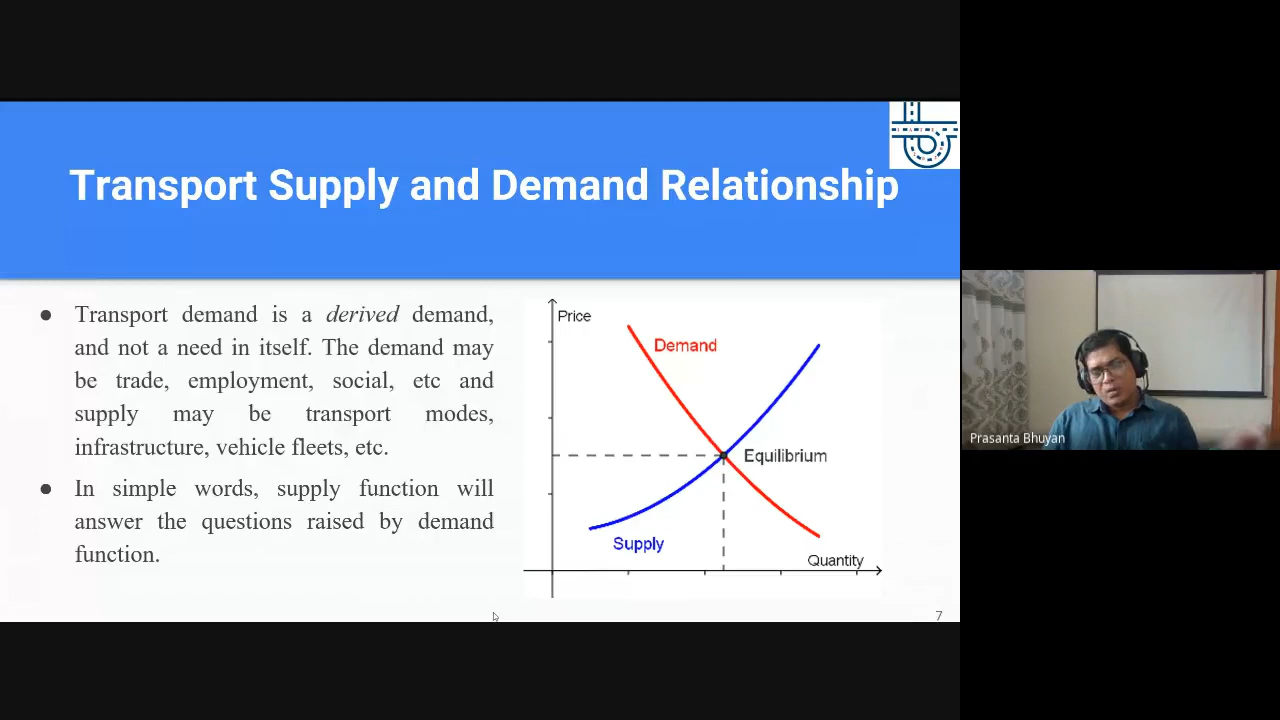 Transport Supply and Demand Relationship
● Transport demand is a derived demand,
and not a need in itself. The demand may
be trade, employment, social, etc and
supply may be transport modes,
infrastructure, vehicle fleets, etc.
● In simple words, supply function will
answer the questions raised by demand
function.
Price
Demand
Equilibrium
Supply
Quantity
7
Prasanta Bhuyan